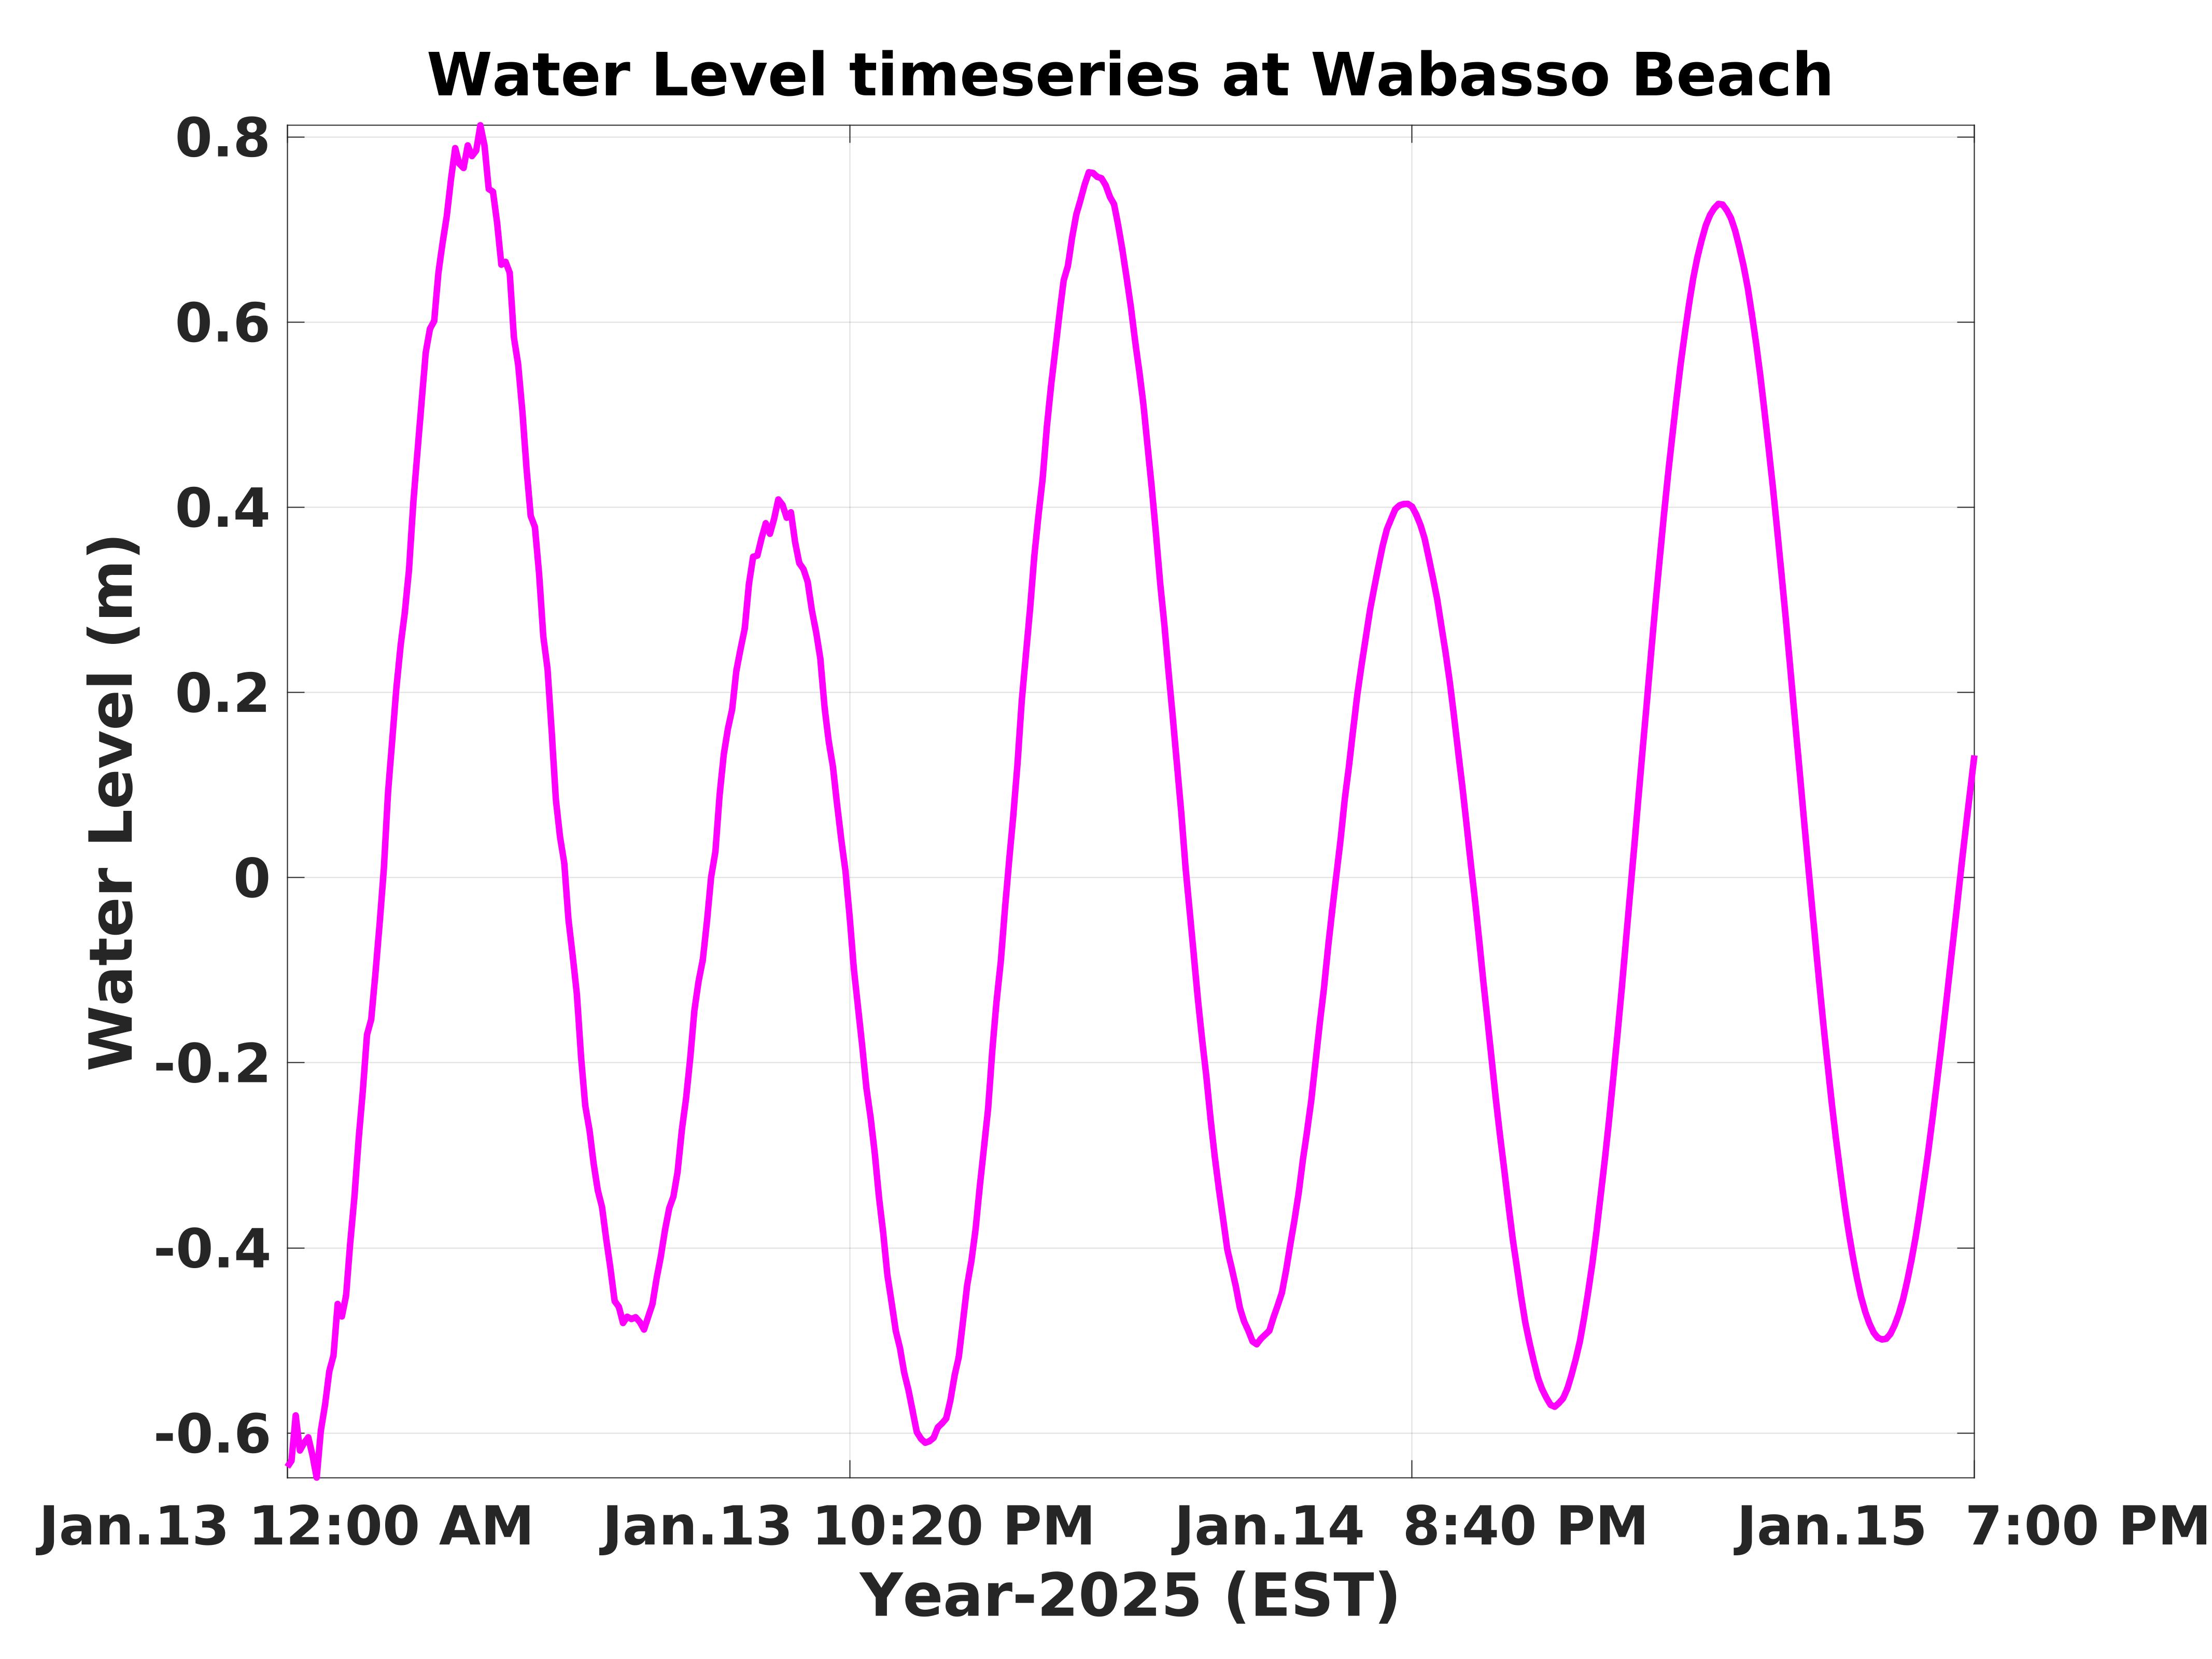 Water Level timeseries at Wabasso Beach
Water Level (m)
0.8
0.6
0.4
0.2
0
-0.2
-0.4
-0.6
Jan.13 12:00 AM
Jan.13 10:20 PM
Jan.14 8:40 PM
Jan.15 7:00 PM
Year-2025 (EST)